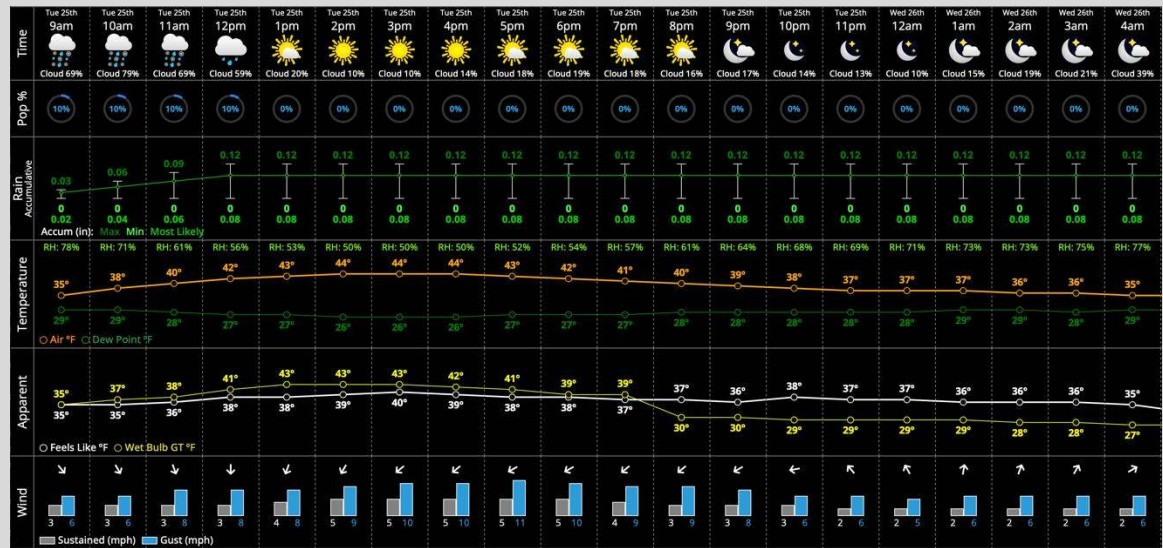 Tue 25th Tue 25th Tue 25th Tue 25th Tue 25th Tue 25th Tue 25th Tue 25th Tue 25th Tue 25th Tue 25th Tue 25th Tue 25th Tue 25th Tue 25th Wed 26th Wed 26th Wed 26th Wed 26th Wed 26th
Time 9am 10am 11am 12pm 1pm 2pm 3pm 4pm 5pm 6pm 7pm 8pm 9pm 10pm 11pm 12am 1am 2am 3am 4am
Cloud 69% Cloud 79% Cloud 69% Cloud 59% Cloud 20% Cloud 10% Cloud 10% Cloud 14% Cloud 18% Cloud 19% Cloud 18% Cloud 16% Cloud 17% Cloud 14% Cloud 13% Cloud 10% Cloud 15% Cloud 19% Cloud 21% Cloud 39%
Pop % 10% 10% 10% 10% 0% 0% 0% 0% 0% 0% 0% 0% 0% 0% 0% 0% 0% 0% 0% 0%
Rain
Accumulative
0.03 0.06 0.09 0.12 0.12 0.12 0.12 0.12 0.12 0.12 0.12 0.12 0.12 0.12 0.12 0.12 0.12 0.12 0.12 0.12
0 0 0 0 0 0 0 0 0 0 0 0 0 0 0 0 0 0 0 0
0.02 0.04 0.06 0.08 0.08 0.08 0.08 0.08 0.08 0.08 0.08 0.08 0.08 0.08 0.08 0.08 0.08 0.08 0.08 0.08
Accum (in): Max Min: Most Likely
Temperature
RH: 78% RH: 71% RH: 61% RH: 56% RH: 53% RH: 50% RH: 50% RH: 50% RH: 52% RH: 54% RH: 57% RH: 61% RH: 64% RH: 68% RH: 69% RH: 71% RH: 73% RH: 73% RH: 75% RH: 77%
35° 38° 40° 42° 43° 44° 44° 44° 43° 42° 41° 40° 39° 38° 37° 37° 37° 36° 36° 35°
29° 29° 28° 27° 27° 26° 26° 26° 27° 27° 27° 28° 28° 28° 28° 28° 29° 29° 28° 29°
Air °F Dew Point °F
Apparent
35° 37° 38° 41° 43° 43° 43° 42° 41° 39° 39° 37° 36° 38° 37° 37° 36° 36° 36° 35°
35° 35° 36° 38° 38° 39° 40° 39° 38° 38° 37° 30° 30° 29° 29° 29° 29° 28° 28° 27°
Feels Like °F Wet Bulb GT °F
Wind
3 6 3 6 3 8 3 8 4 8 5 9 5 10 5 10 5 11 5 10 4 9 3 9 3 8 2 6 2 6 2 5 2 6 2 6 2 6 2 6
Sustained (mph) Gust (mph)